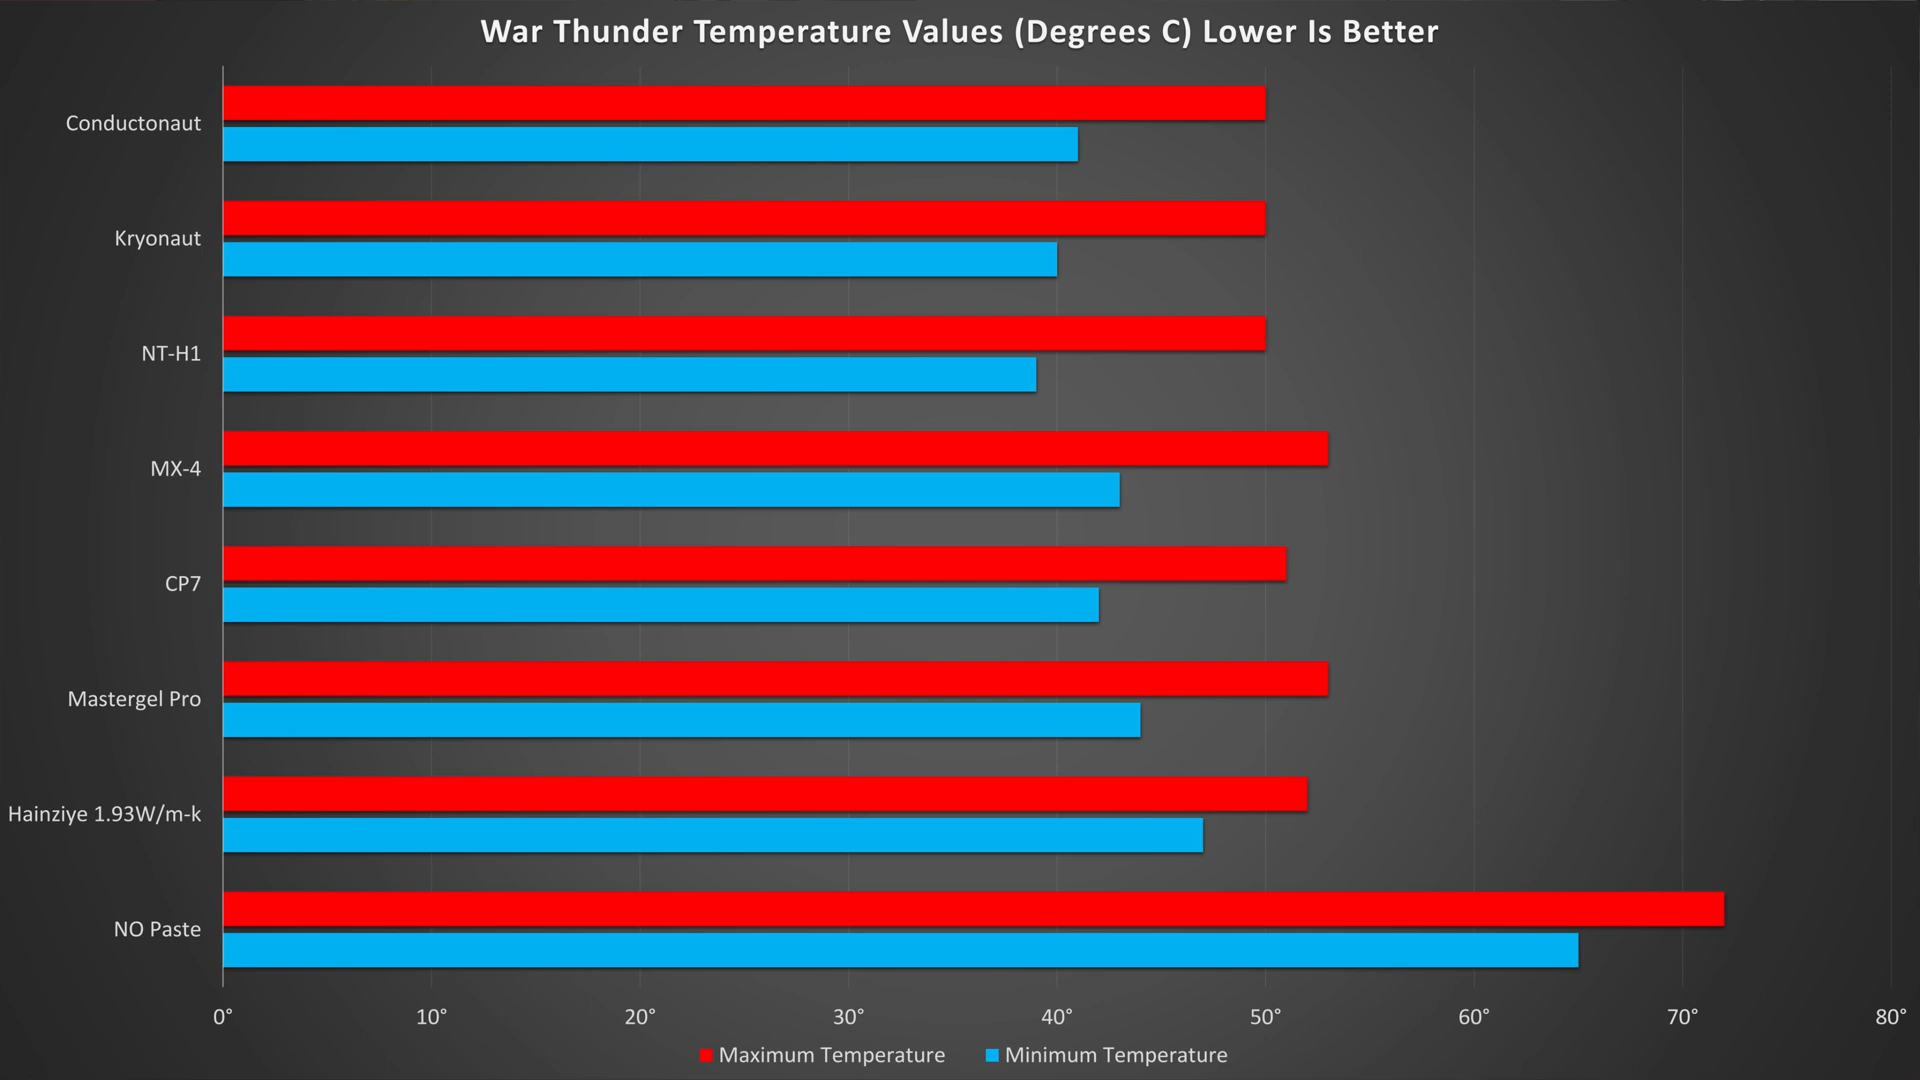 War Thunder Temperature Values (Degrees C) Lower Is Better
Conductonaut
Kryonaut
NT-H1
MX-4
CP7
Mastergel Pro
Hainziye 1.93W/m-k
NO Paste
0° 10° 20° 30° 40° 50° 60° 70° 80°
Maximum Temperature Minimum Temperature